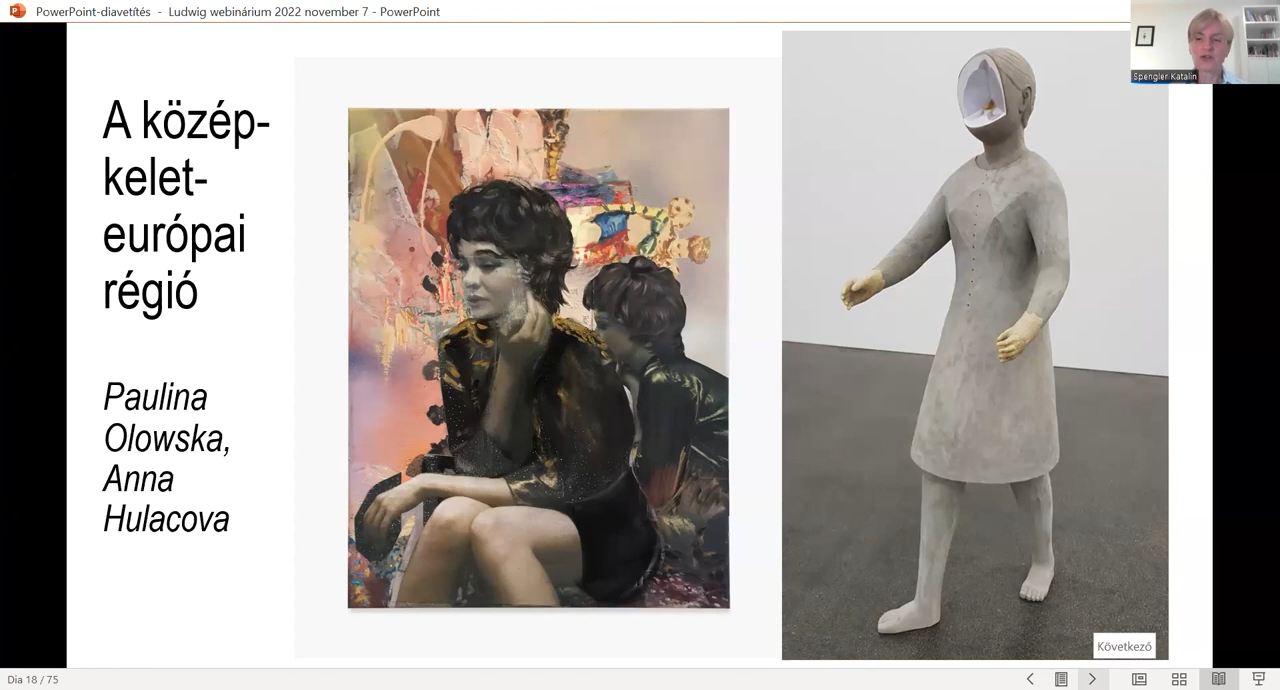 PowerPoint-diavetítés - Ludwig webinárium 2022 november 7 - PowerPoint
Spengler Katalin
A közép-
kelet-
európai
régió
Paulina
Olowska,
Anna
Hulacova
Következő
Dia 18 / 75